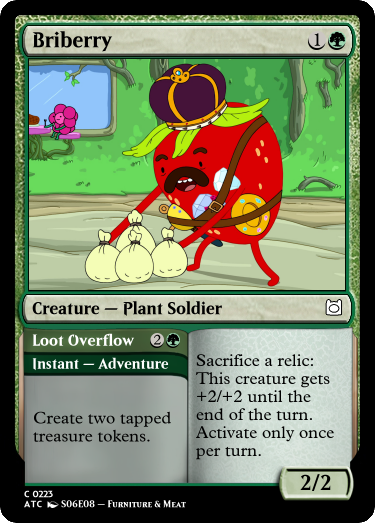 Briberry 1
Creature — Plant Soldier
Loot Overflow 2
Instant — Adventure
Create two tapped
treasure tokens.
Sacrifice a relic:
This creature gets
+2/+2 until the
end of the turn.
Activate only once
per turn.
2/2
C 0223
ATC S06E08 — Furniture & Meat